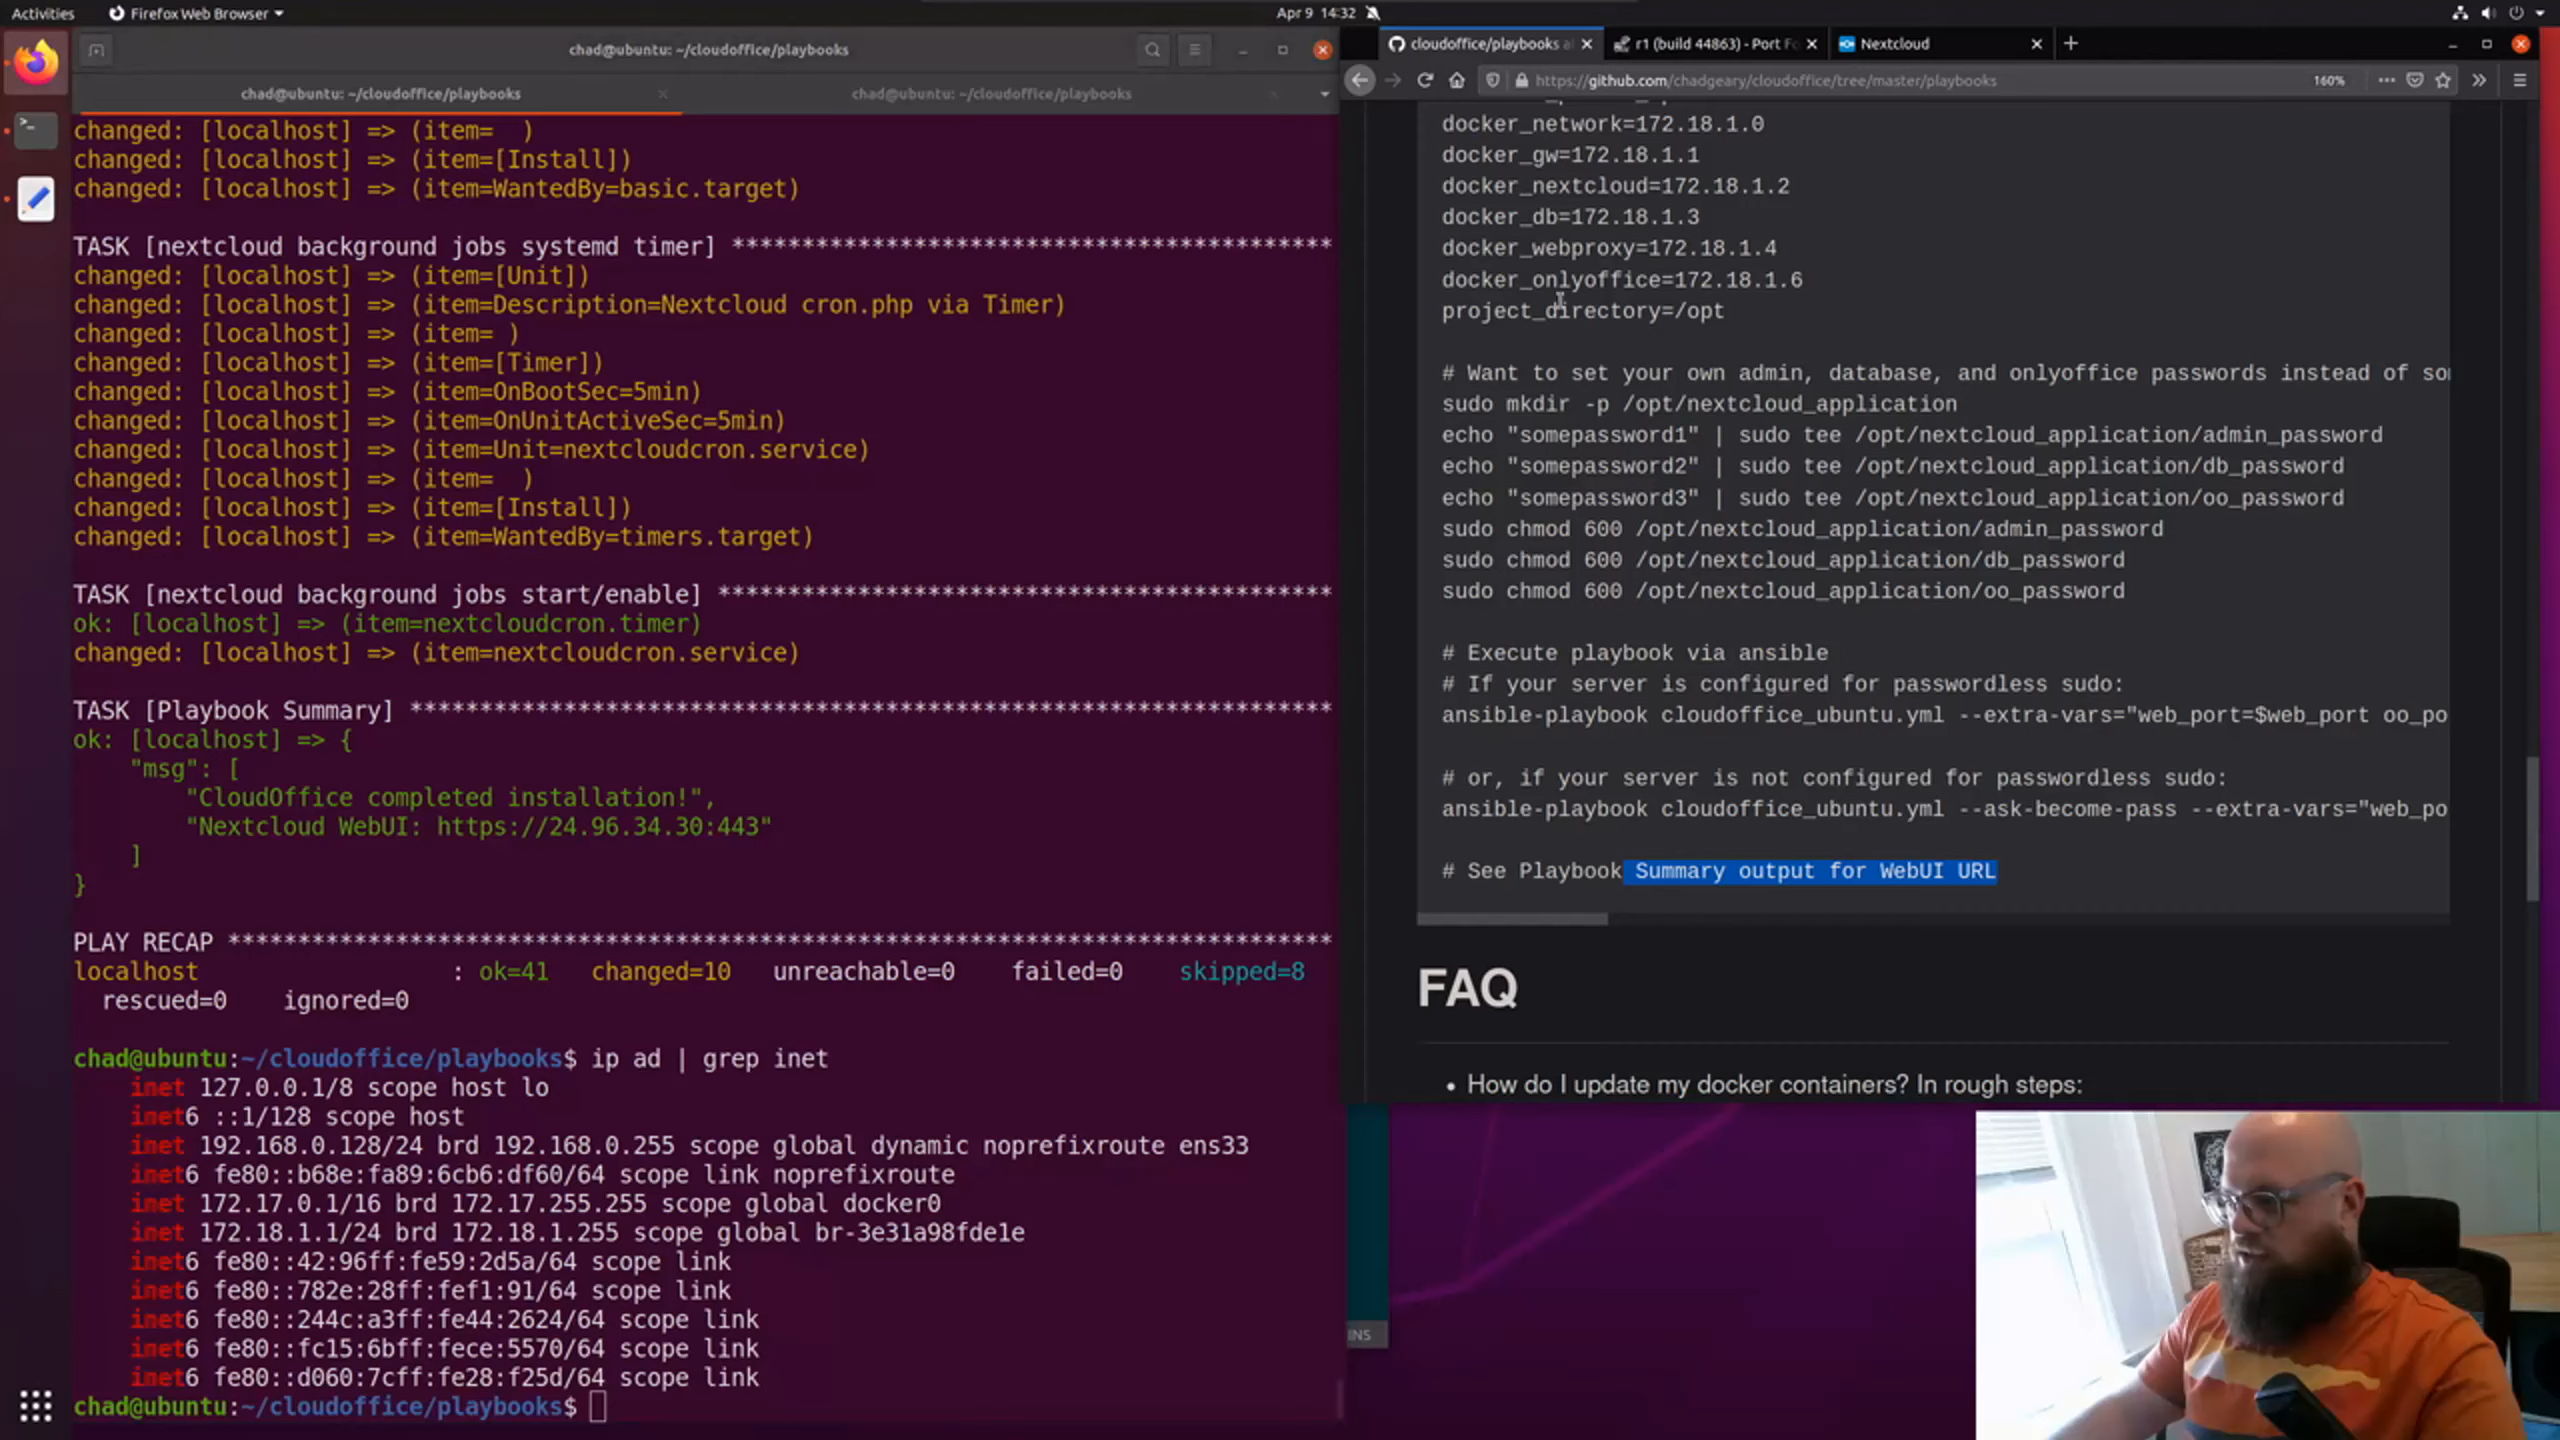 Activities
Firefox Web Browser
Apr 9 14:32
chad@ubuntu: ~/cloudoffice/playbooks
chad@ubuntu: ~/cloudoffice/playbooks
chad@ubuntu: ~/cloudoffice/playbooks
changed: [localhost] => (item=  )
changed: [localhost] => (item=[Install])
changed: [localhost] => (item=WantedBy=basic.target)
TASK [nextcloud background jobs systemd timer] *******************************************
changed: [localhost] => (item=[Unit])
changed: [localhost] => (item=Description=Nextcloud cron.php via Timer)
changed: [localhost] => (item= )
changed: [localhost] => (item=[Timer])
changed: [localhost] => (item=OnBootSec=5min)
changed: [localhost] => (item=OnUnitActiveSec=5min)
changed: [localhost] => (item=Unit=nextcloudcron.service)
changed: [localhost] => (item=  )
changed: [localhost] => (item=[Install])
changed: [localhost] => (item=WantedBy=timers.target)
TASK [nextcloud background jobs start/enable] ********************************************
ok: [localhost] => (item=nextcloudcron.timer)
changed: [localhost] => (item=nextcloudcron.service)
TASK [Playbook Summary] ******************************************************************
ok: [localhost] => {
"msg": [
"CloudOffice completed installation!",
"Nextcloud WebUI: https://24.96.34.30:443"
]
}
PLAY RECAP *******************************************************************************
localhost : ok=41 changed=10 unreachable=0 failed=0 skipped=8
rescued=0 ignored=0
chad@ubuntu:~/cloudoffice/playbooks$ ip ad | grep inet
inet 127.0.0.1/8 scope host lo
inet6 ::1/128 scope host
inet 192.168.0.128/24 brd 192.168.0.255 scope global dynamic noprefixroute ens33
inet6 fe80::b68e:fa89:6cb6:df60/64 scope link noprefixroute
inet 172.17.0.1/16 brd 172.17.255.255 scope global docker0
inet 172.18.1.1/24 brd 172.18.1.255 scope global br-3e31a98fde1e
inet6 fe80::42:96ff:fe59:2d5a/64 scope link
inet6 fe80::782e:28ff:fef1:91/64 scope link
inet6 fe80::244c:a3ff:fe44:2624/64 scope link
inet6 fe80::fc15:6bff:fece:5570/64 scope link
inet6 fe80::d060:7cff:fe28:f25d/64 scope link
chad@ubuntu:~/cloudoffice/playbooks$
cloudoffice/playbooks a
r1 (build 44863) - Port Fo
Nextcloud
https://github.com/chadgeary/cloudoffice/tree/master/playbooks
160%
docker_network=172.18.1.0
docker_gw=172.18.1.1
docker_nextcloud=172.18.1.2
docker_db=172.18.1.3
docker_webproxy=172.18.1.4
docker_onlyoffice=172.18.1.6
project_directory=/opt
# Want to set your own admin, database, and onlyoffice passwords instead of so
sudo mkdir -p /opt/nextcloud_application
echo "somepassword1" | sudo tee /opt/nextcloud_application/admin_password
echo "somepassword2" | sudo tee /opt/nextcloud_application/db_password
echo "somepassword3" | sudo tee /opt/nextcloud_application/oo_password
sudo chmod 600 /opt/nextcloud_application/admin_password
sudo chmod 600 /opt/nextcloud_application/db_password
sudo chmod 600 /opt/nextcloud_application/oo_password
# Execute playbook via ansible
# If your server is configured for passwordless sudo:
ansible-playbook cloudoffice_ubuntu.yml --extra-vars="web_port=$web_port oo_po
# or, if your server is not configured for passwordless sudo:
ansible-playbook cloudoffice_ubuntu.yml --ask-become-pass --extra-vars="web_po
# See Playbook Summary output for WebUI URL
FAQ
• How do I update my docker containers? In rough steps:
INS